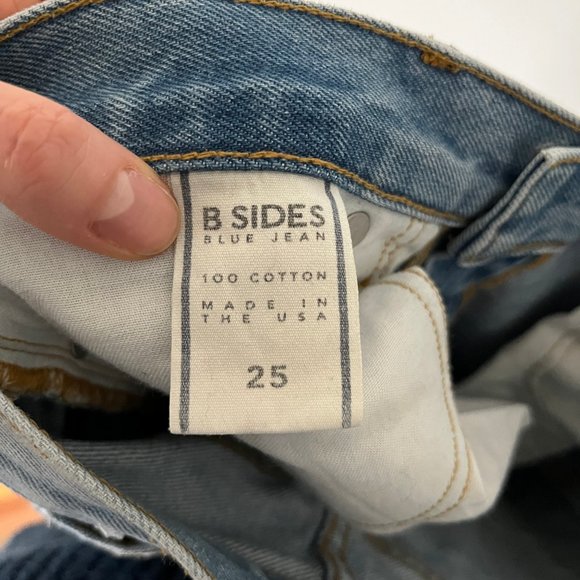 B SIDES
BLUE JEAN
100 COTTON
MADE IN
THE USA
25